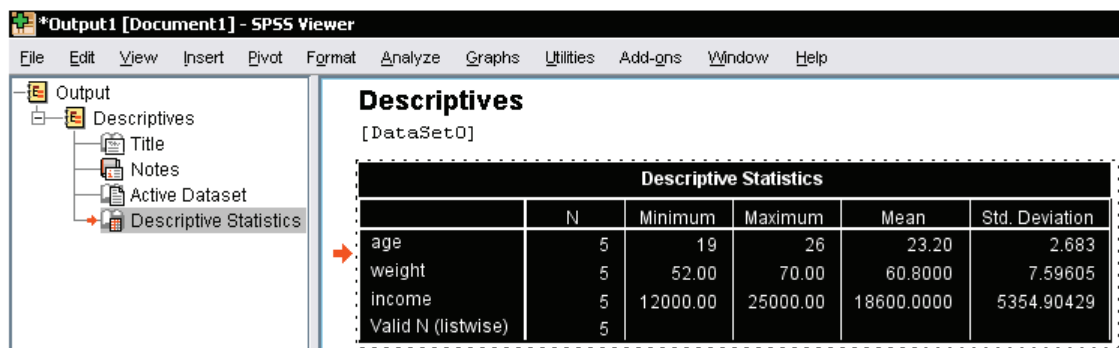 *Output1 [Document1] - SPSS Viewer
File Edit View Insert Pivot Format Analyze Graphs Utilities Add-ons Window Help
Output
Descriptives
Title
Notes
Active Dataset
Descriptive Statistics
Descriptives
[DataSet0]
Descriptive Statistics
N Minimum Maximum Mean Std. Deviation
age 5 19 26 23.20 2.683
weight 5 52.00 70.00 60.8000 7.59605
income 5 12000.00 25000.00 18600.0000 5354.90429
Valid N (listwise) 5